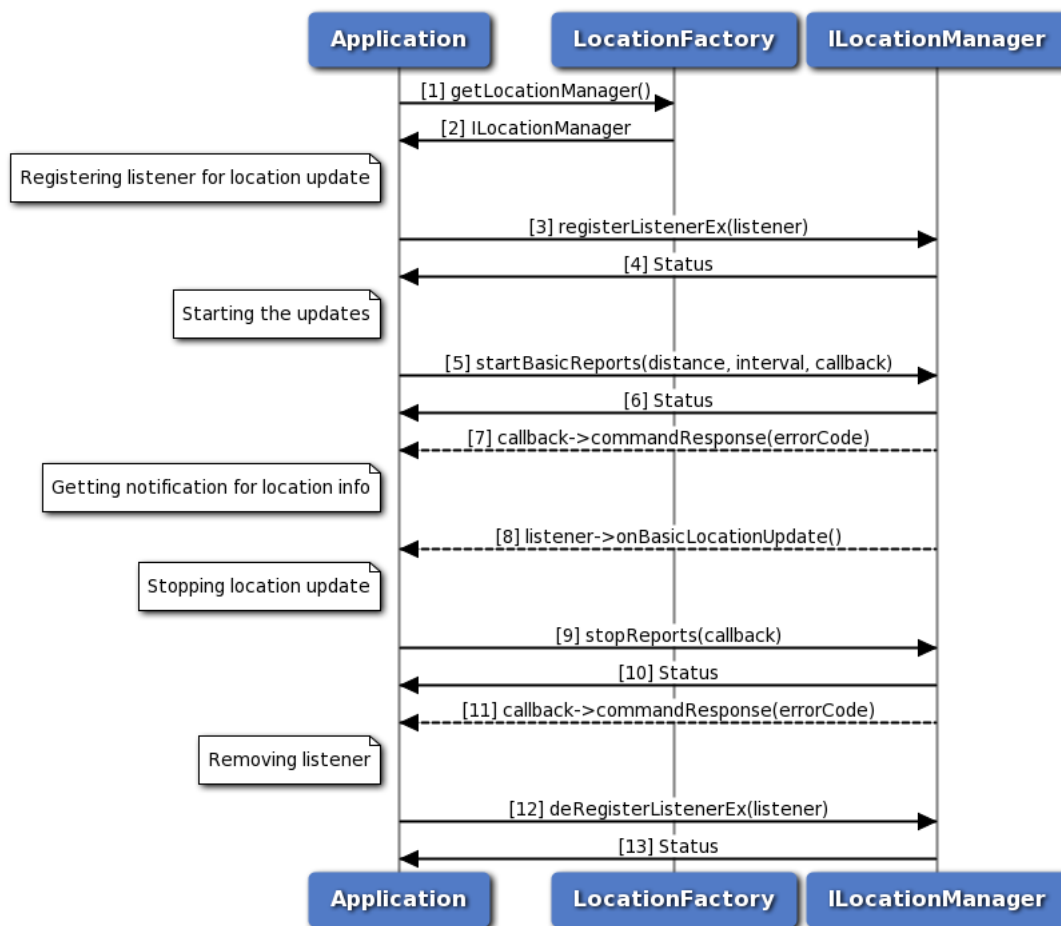 Application
LocationFactory
ILocationManager
[1] getLocationManager()
[2] ILocationManager
Registering listener for location update
[3] registerListenerEx(listener)
[4] Status
Starting the updates
[5] startBasicReports(distance, interval, callback)
[6] Status
[7] callback->commandResponse(errorCode)
Getting notification for location info
[8] listener->onBasicLocationUpdate()
Stopping location update
[9] stopReports(callback)
[10] Status
[11] callback->commandResponse(errorCode)
Removing listener
[12] deRegisterListenerEx(listener)
[13] Status
Application
LocationFactory
ILocationManager